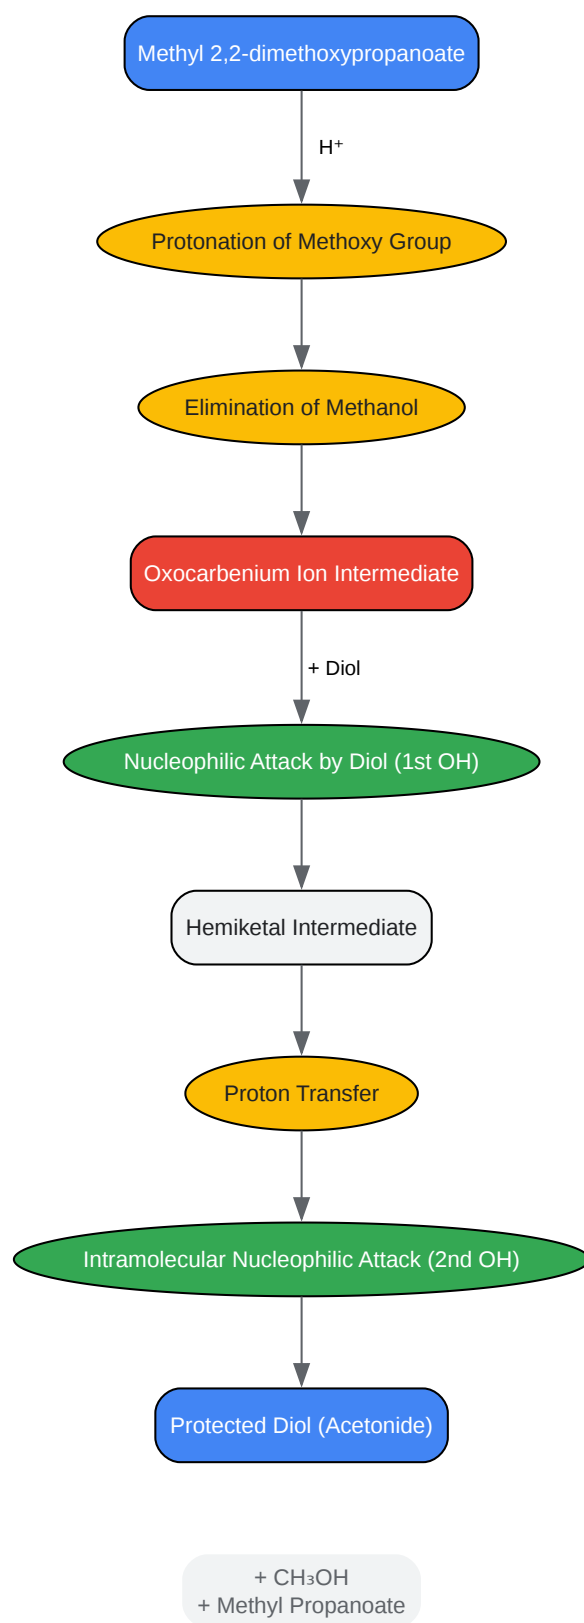 Methyl 2,2-dimethoxypropanoate
H⁺
Protonation of Methoxy Group
Elimination of Methanol
Oxocarbenium Ion Intermediate
+ Diol
Nucleophilic Attack by Diol (1st OH)
Hemiketal Intermediate
Proton Transfer
Intramolecular Nucleophilic Attack (2nd OH)
Protected Diol (Acetonide)
+ CH₃OH
+ Methyl Propanoate